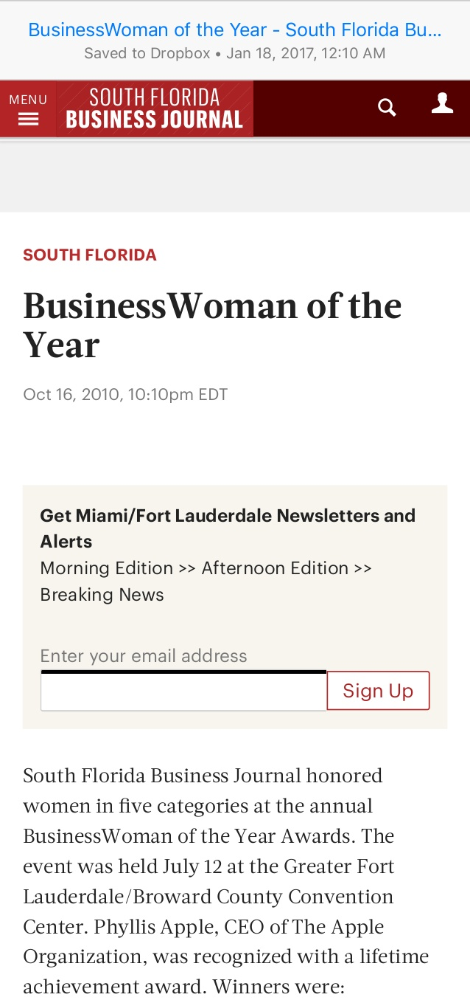 BusinessWoman of the Year - South Florida Bu...
Saved to Dropbox • Jan 18, 2017, 12:10 AM
MENU
SOUTH FLORIDA
BUSINESS JOURNAL
SOUTH FLORIDA
BusinessWoman of the
Year
Oct 16, 2010, 10:10pm EDT
Get Miami/Fort Lauderdale Newsletters and
Alerts
Morning Edition >> Afternoon Edition >>
Breaking News
Enter your email address
Sign Up
South Florida Business Journal honored
women in five categories at the annual
BusinessWoman of the Year Awards. The
event was held July 12 at the Greater Fort
Lauderdale/Broward County Convention
Center. Phyllis Apple, CEO of The Apple
Organization, was recognized with a lifetime
achievement award. Winners were: